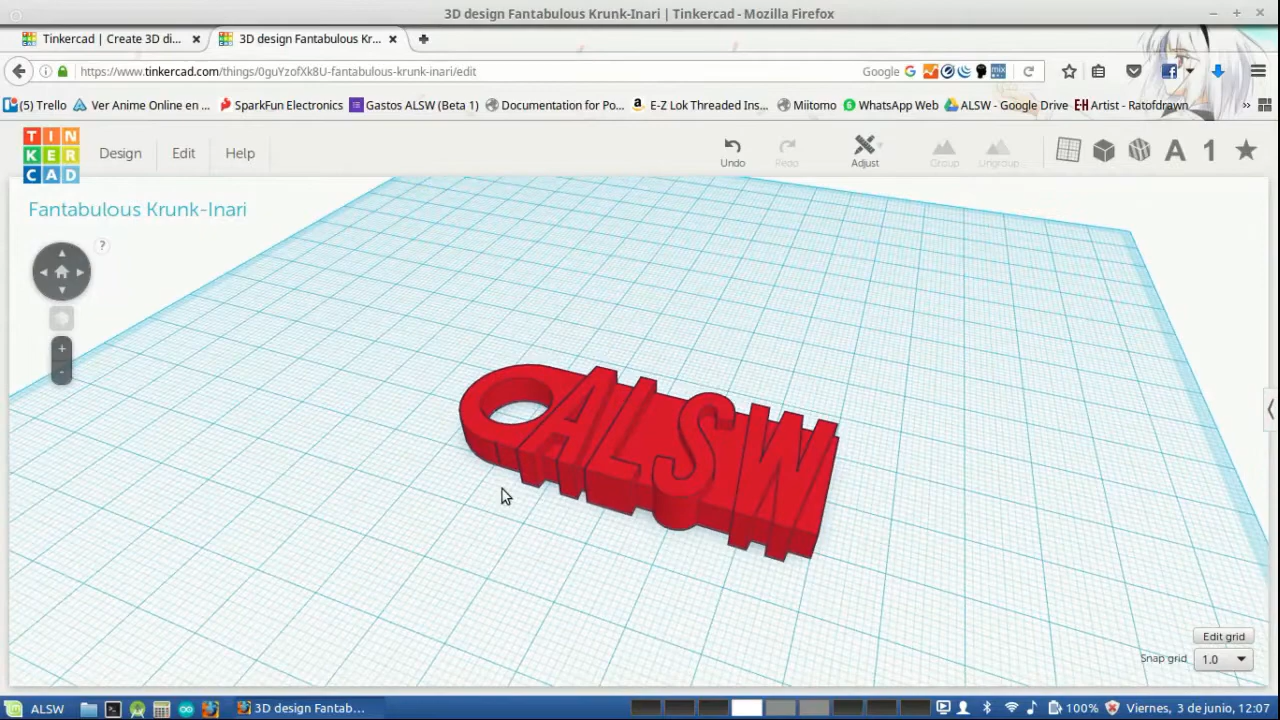 3D design Fantabulous Krunk-Inari | Tinkercad - Mozilla Firefox
Tinkercad | Create 3D di...
3D design Fantabulous Kr...
https://www.tinkercad.com/things/0guYzofXk8U-fantabulous-krunk-inari/edit
Google
(5) Trello
Ver Anime Online en ...
SparkFun Electronics
Gastos ALSW (Beta 1)
Documentation for Po...
E-Z Lok Threaded Ins...
Miitomo
WhatsApp Web
ALSW - Google Drive
Artist - Ratofdrawn
TIN
KER
CAD
Design
Edit
Help
Undo
Redo
Adjust
Group
Ungroup...
Fantabulous Krunk-Inari
ALSW
Edit grid
Snap grid
1.0
ALSW
3D design Fantab...
100%
Viernes, 3 de junio, 12:07